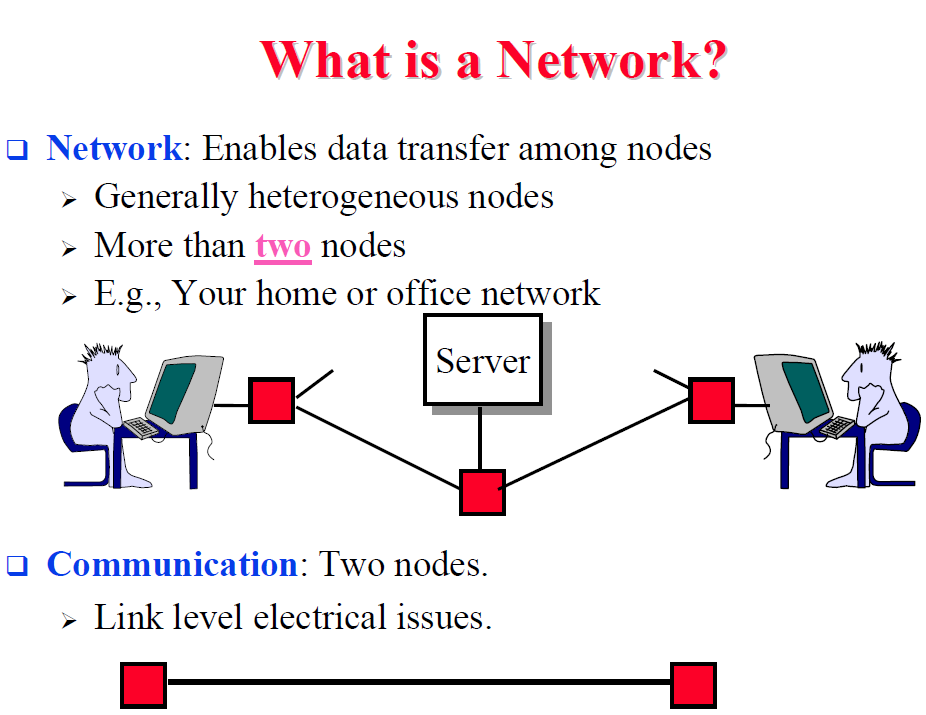 What is a Network?
Network: Enables data transfer among nodes
Generally heterogeneous nodes
More than two nodes
E.g., Your home or office network
Server
Communication: Two nodes.
Link level electrical issues.